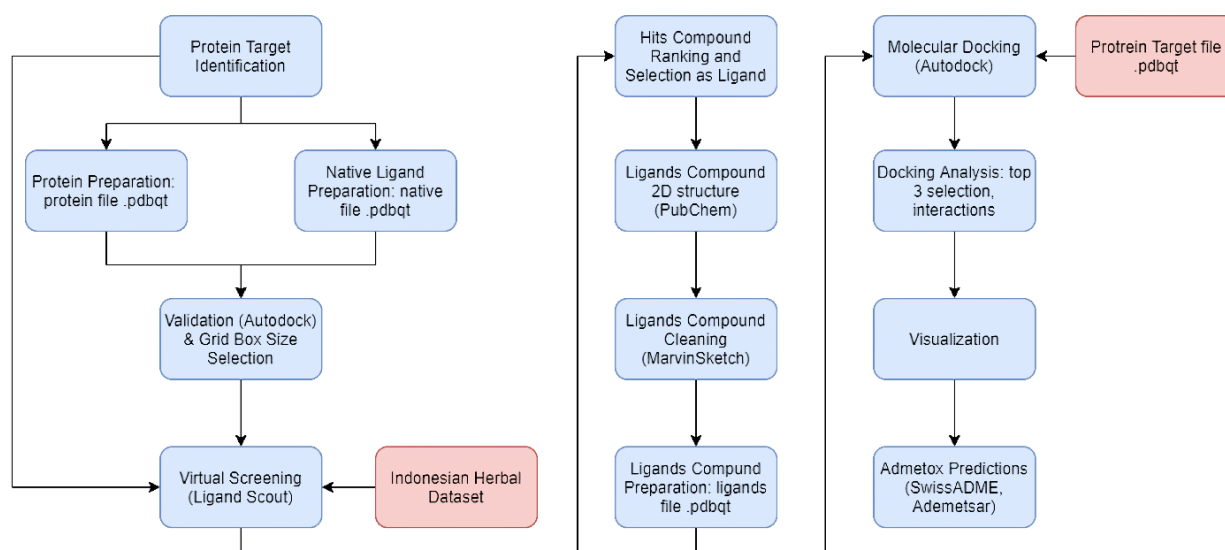 Protein Target
Identification
Protein Preparation:
protein file .pdbqt
Native Ligand
Preparation: native
file .pdbqt
Validation (Autodock)
& Grid Box Size
Selection
Virtual Screening
(Ligand Scout)
Indonesian Herbal
Dataset
Hits Compound
Ranking and
Selection as Ligand
Ligands Compound
2D structure
(PubChem)
Ligands Compound
Cleaning
(MarvinSketch)
Ligands Compund
Preparation: ligands
file .pdbqt
Molecular Docking
(Autodock)
Protrein Target file
.pdbqt
Docking Analysis: top
3 selection,
interactions
Visualization
Admetox Predictions
(SwissADME,
Ademetsar)